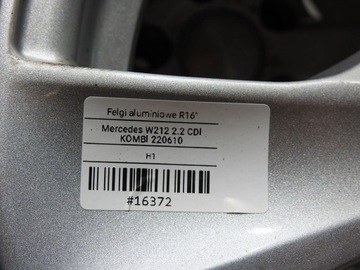 Felgi aluminiowe R16"
Mercedes W212 2.2 CDI
KOMBI 220610
H1
#16372